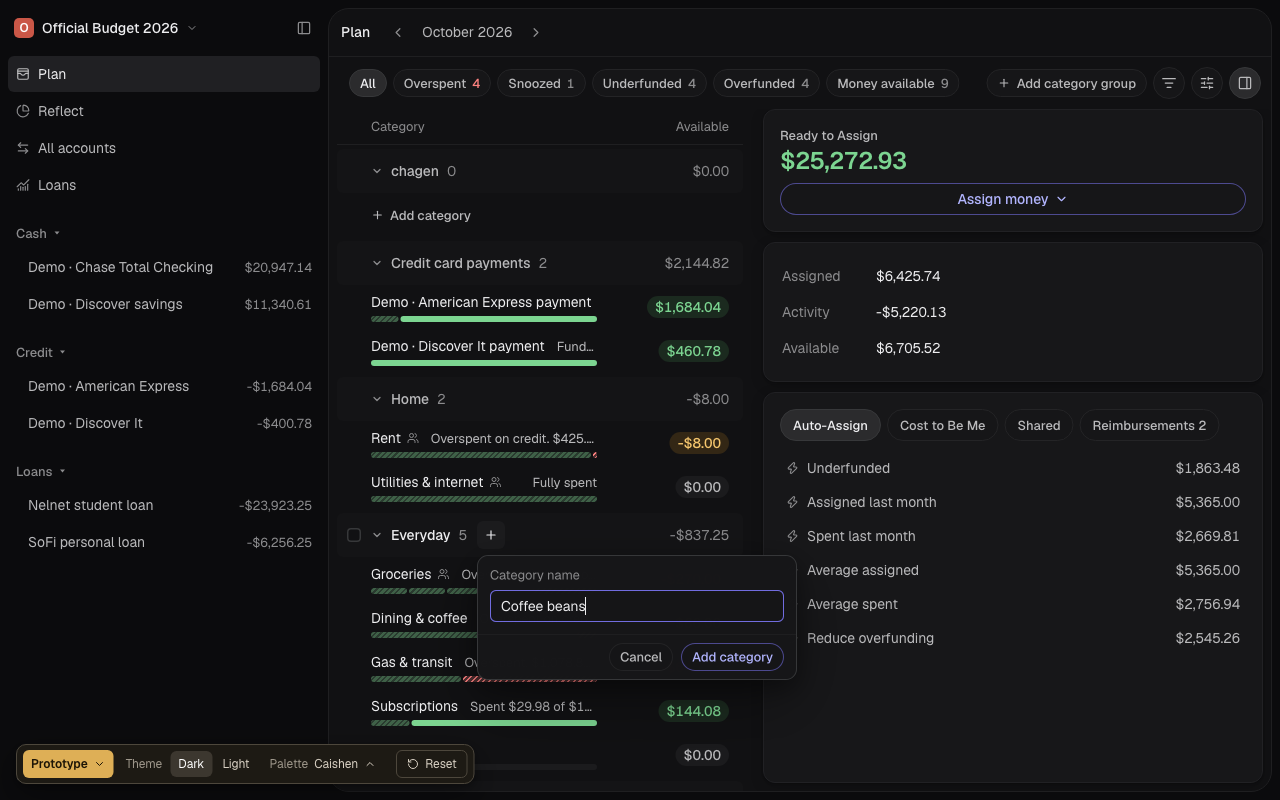 O Official Budget 2026
Plan
Reflect
All accounts
Loans
Cash
Demo · Chase Total Checking $20,947.14
Demo · Discover savings $11,340.61
Credit
Demo · American Express -$1,684.04
Demo · Discover It -$400.78
Loans
Nelnet student loan -$23,923.25
SoFi personal loan -$6,256.25
Plan October 2026
All Overspent 4 Snoozed 1 Underfunded 4 Overfunded 4 Money available 9 Add category group
Category Available
chagen 0 $0.00
Add category
Credit card payments 2 $2,144.82
Demo · American Express payment $1,684.04
Demo · Discover It payment Fund… $460.78
Home 2 -$8.00
Rent Overspent on credit. $425.… -$8.00
Utilities & internet Fully spent $0.00
Everyday 5 -$837.25
Groceries
Dining & coffee
Gas & transit
Subscriptions Spent $29.98 of $1… $144.08
$0.00
Category name
Coffee beans
Cancel Add category
Ready to Assign
$25,272.93
Assign money
Assigned $6,425.74
Activity -$5,220.13
Available $6,705.52
Auto-Assign Cost to Be Me Shared Reimbursements 2
Underfunded $1,863.48
Assigned last month $5,365.00
Spent last month $2,669.81
Average assigned $5,365.00
Average spent $2,756.94
Reduce overfunding $2,545.26
Prototype Theme Dark Light Palette Caishen Reset